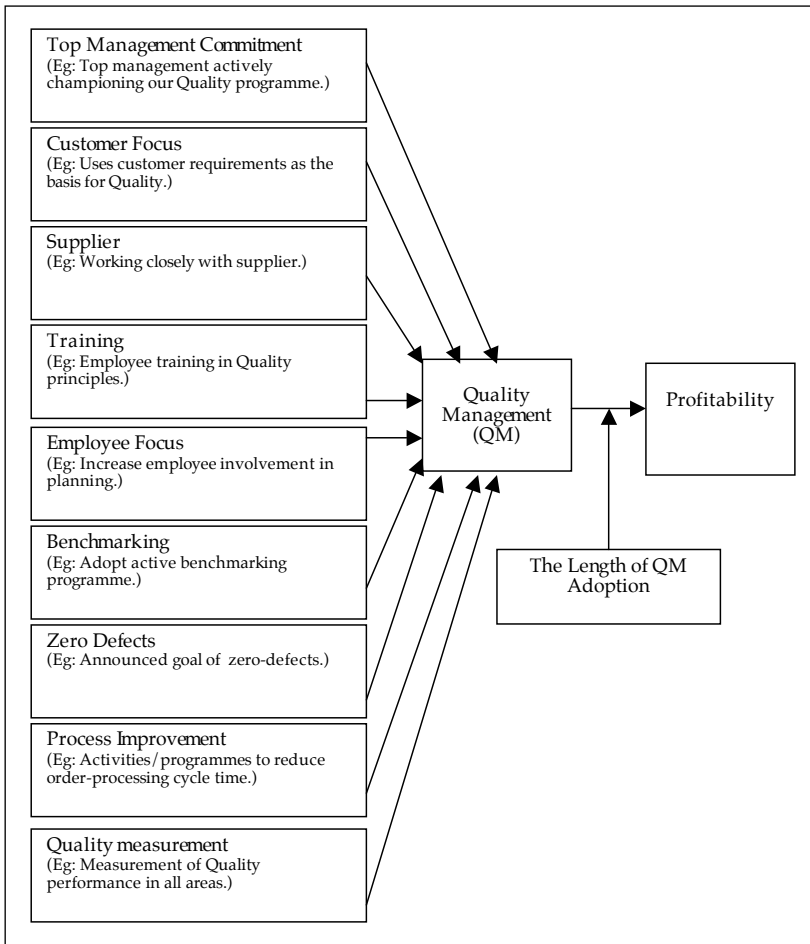 Top Management Commitment
(Eg: Top management actively
championing our Quality programme.)
Customer Focus
(Eg: Uses customer requirements as the
basis for Quality.)
Supplier
(Eg: Working closely with supplier.)
Training
(Eg: Employee training in Quality
principles.)
Employee Focus
(Eg: Increase employee involvement in
planning.)
Benchmarking
(Eg: Adopt active benchmarking
programme.)
Zero Defects
(Eg: Announced goal of zero-defects.)
Process Improvement
(Eg: Activities/programmes to reduce
order-processing cycle time.)
Quality measurement
(Eg: Measurement of Quality
performance in all areas.)
Quality
Management
(QM)
Profitability
The Length of QM
Adoption